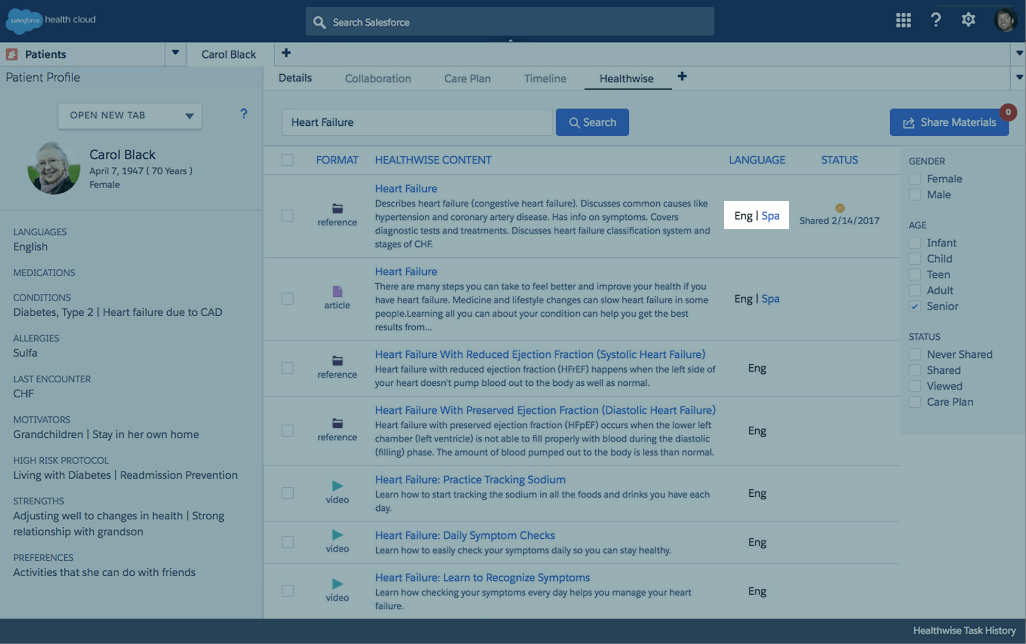 salesforce health cloud
Search Salesforce
?
Patients
Carol Black
+
Patient Profile
OPEN NEW TAB
?
Carol Black
April 7, 1947 ( 70 Years )
Female
LANGUAGES
English
MEDICATIONS
CONDITIONS
Diabetes, Type 2 | Heart failure due to CAD
ALLERGIES
Sulfa
LAST ENCOUNTER
CHF
MOTIVATORS
Grandchildren | Stay in her own home
HIGH RISK PROTOCOL
Living with Diabetes | Readmission Prevention
STRENGTHS
Adjusting well to changes in health | Strong
relationship with grandson
PREFERENCES
Activities that she can do with friends
Details Collaboration Care Plan Timeline Healthwise +
Heart Failure
Search
Share Materials
0
FORMAT HEALTHWISE CONTENT LANGUAGE STATUS
reference
Heart Failure
Describes heart failure (congestive heart failure). Discusses common causes like
hypertension and coronary artery disease. Has info on symptoms. Covers
diagnostic tests and treatments. Discusses heart failure classification system and
stages of CHF.
Eng | Spa
Shared 2/14/2017
article
Heart Failure
There are many steps you can take to feel better and improve your health if you
have heart failure. Medicine and lifestyle changes can slow heart failure in some
people.Learning all you can about your condition can help you get the best
results from...
Eng | Spa
reference
Heart Failure With Reduced Ejection Fraction (Systolic Heart Failure)
Heart failure with reduced ejection fraction (HFrEF) happens when the left side of
your heart doesn't pump blood out to the body as well as normal.
Eng
reference
Heart Failure With Preserved Ejection Fraction (Diastolic Heart Failure)
Heart failure with preserved ejection fraction (HFpEF) occurs when the lower left
chamber (left ventricle) is not able to fill properly with blood during the diastolic
(filling) phase. The amount of blood pumped out to the body is less than normal.
Eng
video
Heart Failure: Practice Tracking Sodium
Learn how to start tracking the sodium in all the foods and drinks you have each
day.
Eng
video
Heart Failure: Daily Symptom Checks
Learn how to easily check your symptoms daily so you can stay healthy.
Eng
video
Heart Failure: Learn to Recognize Symptoms
Learn how checking your symptoms every day helps you manage your heart
failure.
Eng
GENDER
Female
Male
AGE
Infant
Child
Teen
Adult
Senior
STATUS
Never Shared
Shared
Viewed
Care Plan
Healthwise Task History